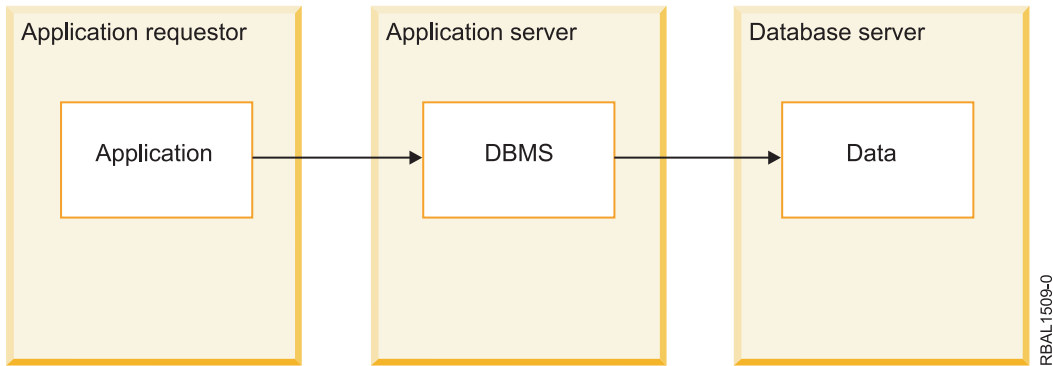 Application requestor
Application server
Database server
Application
DBMS
Data
RBAL1509-0